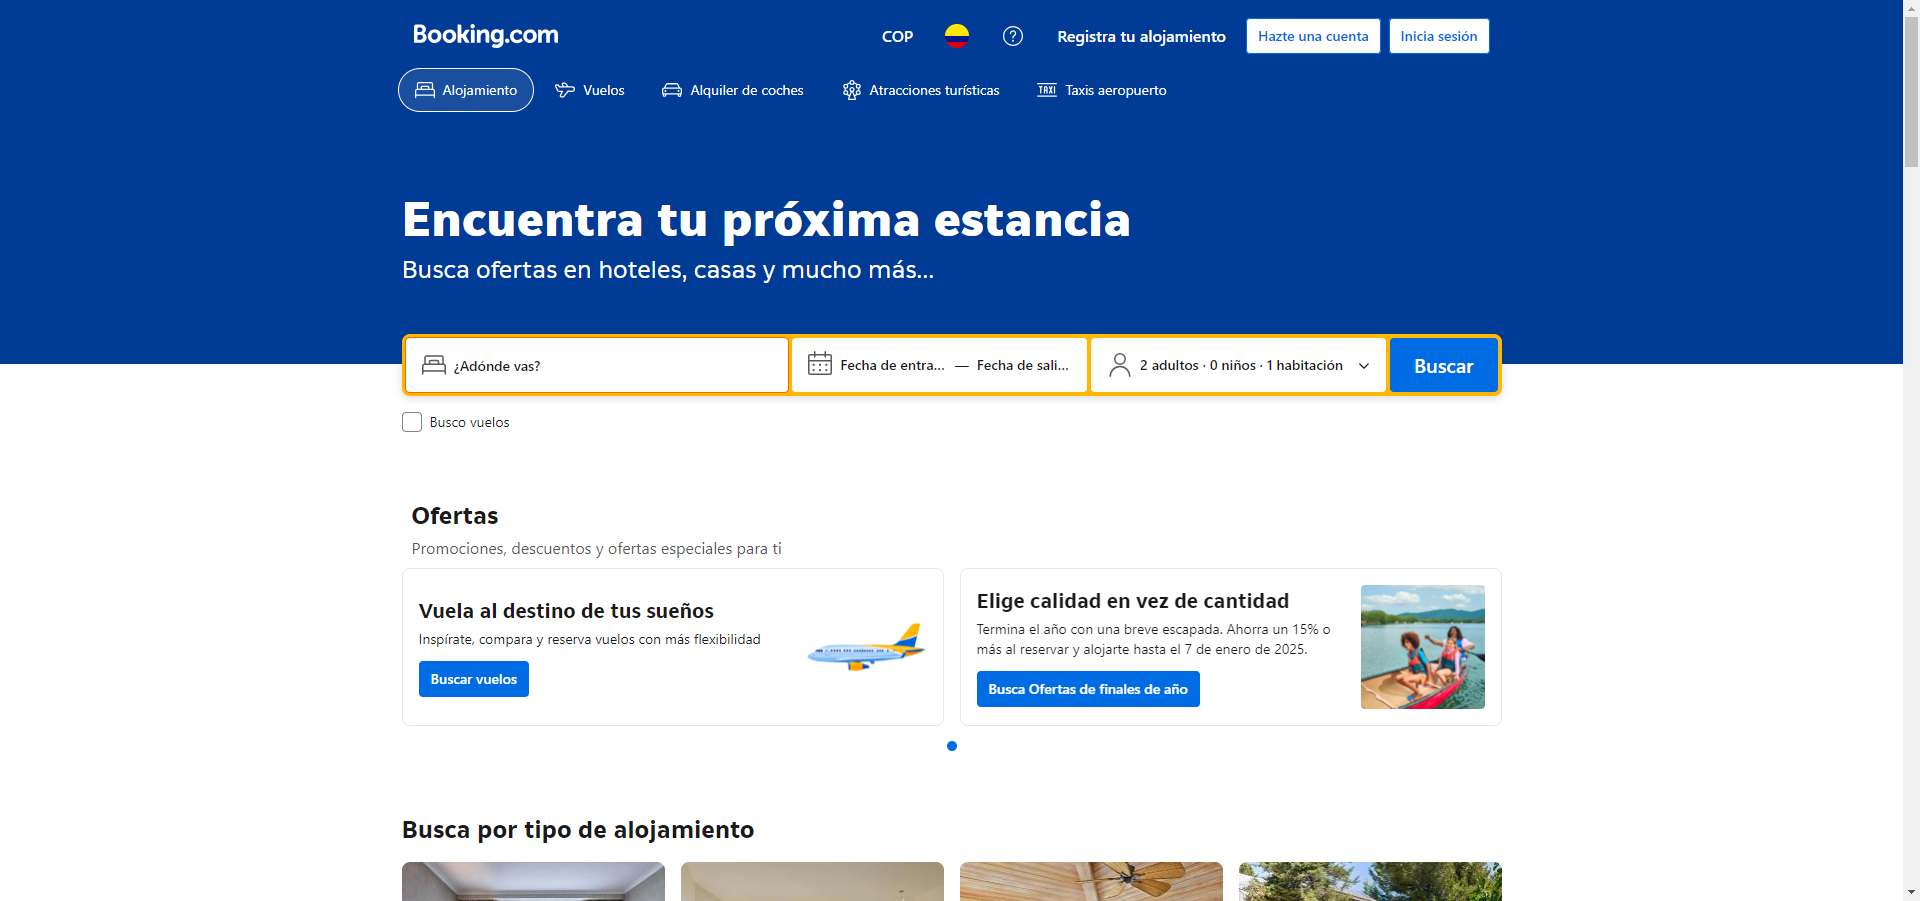 Booking.com
COP
Registra tu alojamiento
Hazte una cuenta
Inicia sesión
Alojamiento
Vuelos
Alquiler de coches
Atracciones turísticas
TAXI
Taxis aeropuerto
Encuentra tu próxima estancia
Busca ofertas en hoteles, casas y mucho más...
¿Adónde vas?
Fecha de entra... — Fecha de sali...
2 adultos · 0 niños · 1 habitación
Buscar
Busco vuelos
Ofertas
Promociones, descuentos y ofertas especiales para ti
Vuela al destino de tus sueños
Inspírate, compara y reserva vuelos con más flexibilidad
Buscar vuelos
Elige calidad en vez de cantidad
Termina el año con una breve escapada. Ahorra un 15% o
más al reservar y alojarte hasta el 7 de enero de 2025.
Busca Ofertas de finales de año
Busca por tipo de alojamiento